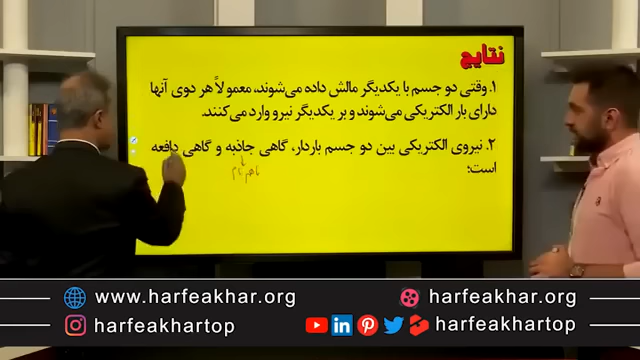 نتایج
۱. وقتی دو جسم با یکدیگر مالش داده می‌شوند، معمولاً هر دوی آنها
دارای بار الکتریکی می‌شوند و بر یکدیگر نیرو وارد می‌کنند.
۲. نیروی الکتریکی بین دو جسم باردار، گاهی جاذبه و گاهی دافعه
است؛
www.harfeakhar.org
harfeakhar.org
harfeakhartop
harfeakhartop